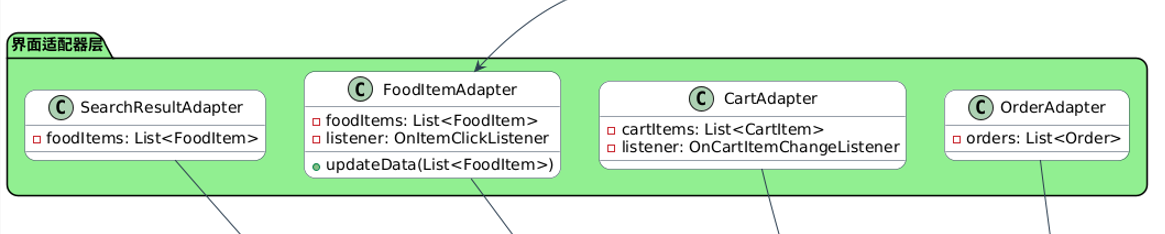 界面适配器层
C SearchResultAdapter
foodItems: List<FoodItem>
C FoodItemAdapter
foodItems: List<FoodItem>
listener: OnItemClickListener
updateData(List<FoodItem>)
C CartAdapter
cartItems: List<CartItem>
listener: OnCartItemChangeListener
C OrderAdapter
orders: List<Order>